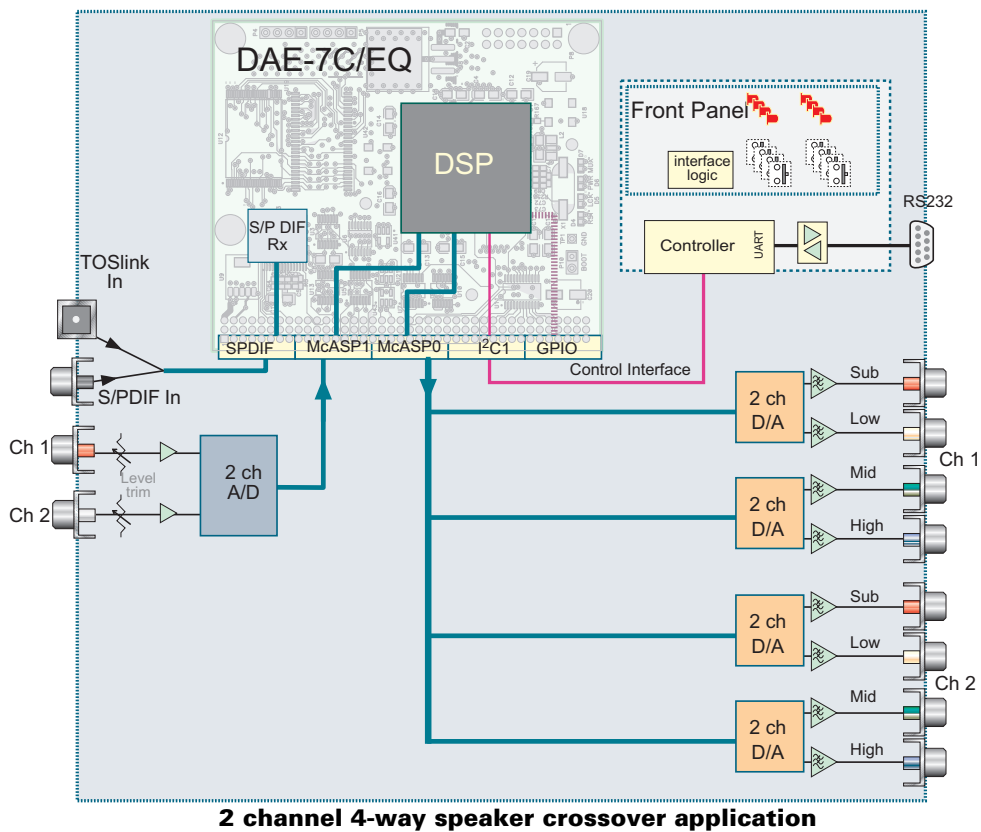 DAE-7C/EQ
DSP
S/P DIF
Rx
Front Panel
interface
logic
RS232
Controller
UART
TOSlink
In
SPDIF
McASP1
McASP0
I²C1
GPIO
Control Interface
S/PDIF In
Ch 1
Level
trim
Ch 2
2 ch
A/D
2 ch
D/A
Sub
Low
Ch 1
2 ch
D/A
Mid
High
2 ch
D/A
Sub
Low
Ch 2
2 ch
D/A
Mid
High
2 channel 4-way speaker crossover application